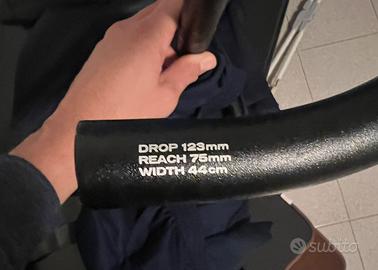 DROP 123mm
REACH 75mm
WIDTH 44cm
subito